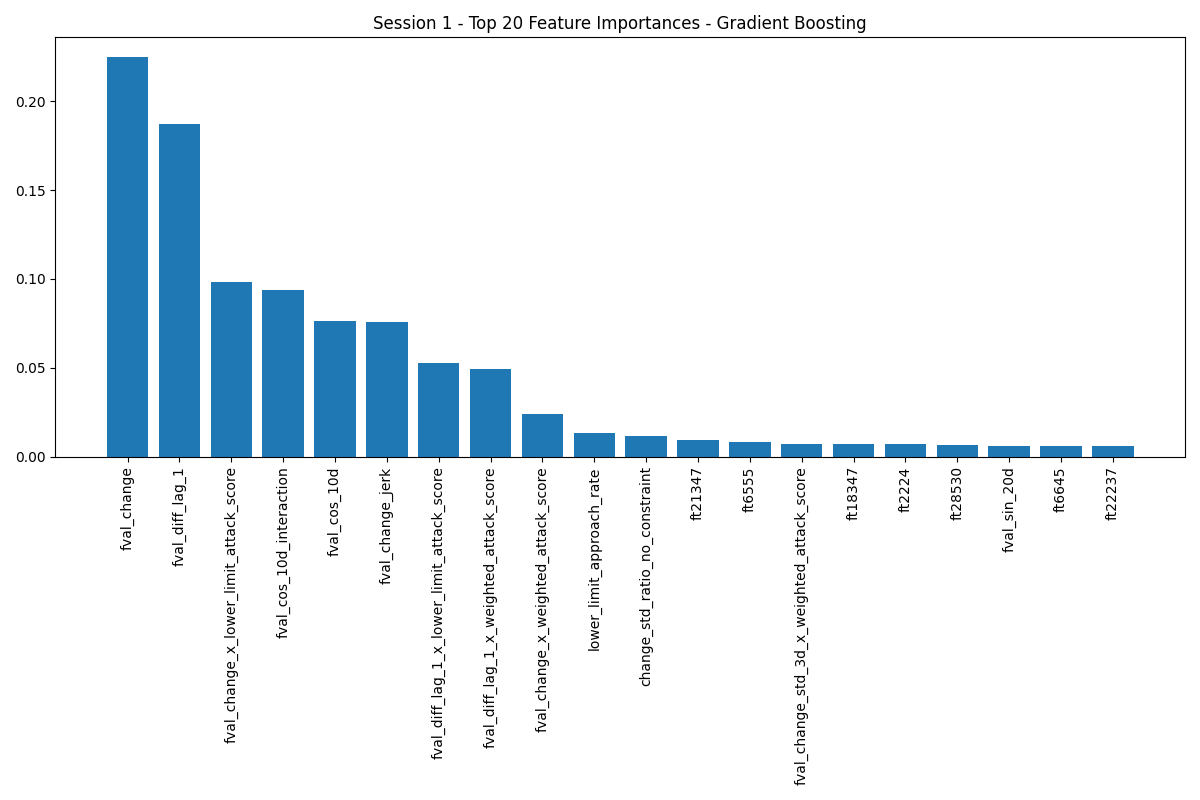 Session 1 - Top 20 Feature Importances - Gradient Boosting
0.20
0.15
0.10
0.05
0.00
fval_change
fval_diff_lag_1
fval_change_x_lower_limit_attack_score
fval_cos_10d_interaction
fval_cos_10d
fval_change_jerk
fval_diff_lag_1_x_lower_limit_attack_score
fval_diff_lag_1_x_weighted_attack_score
fval_change_x_weighted_attack_score
lower_limit_approach_rate
change_std_ratio_no_constraint
ft21347
ft6555
fval_change_std_3d_x_weighted_attack_score
ft18347
ft2224
ft28530
fval_sin_20d
ft6645
ft22237